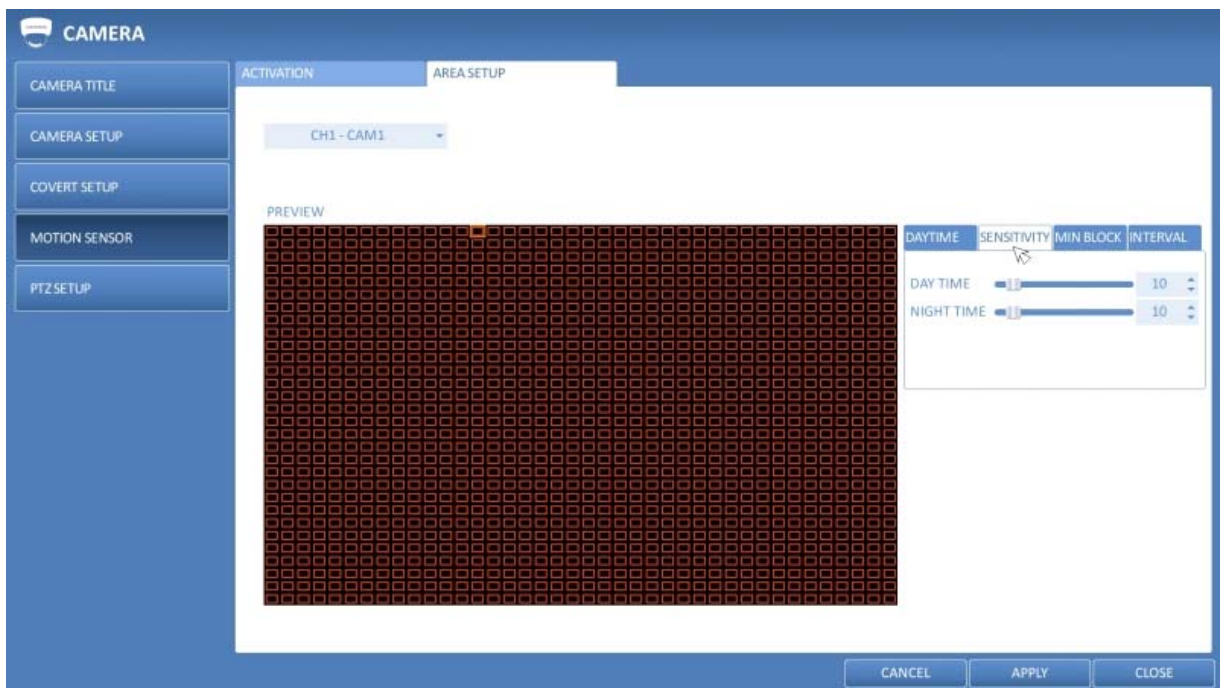 CAMERA
CAMERA TITLE
CAMERA SETUP
COVERT SETUP
MOTION SENSOR
PTZ SETUP
ACTIVATION AREA SETUP
CH1 - CAM1
PREVIEW
DAYTIME SENSITIVITY MIN BLOCK INTERVAL
DAY TIME 10
NIGHT TIME 10
CANCEL APPLY CLOSE